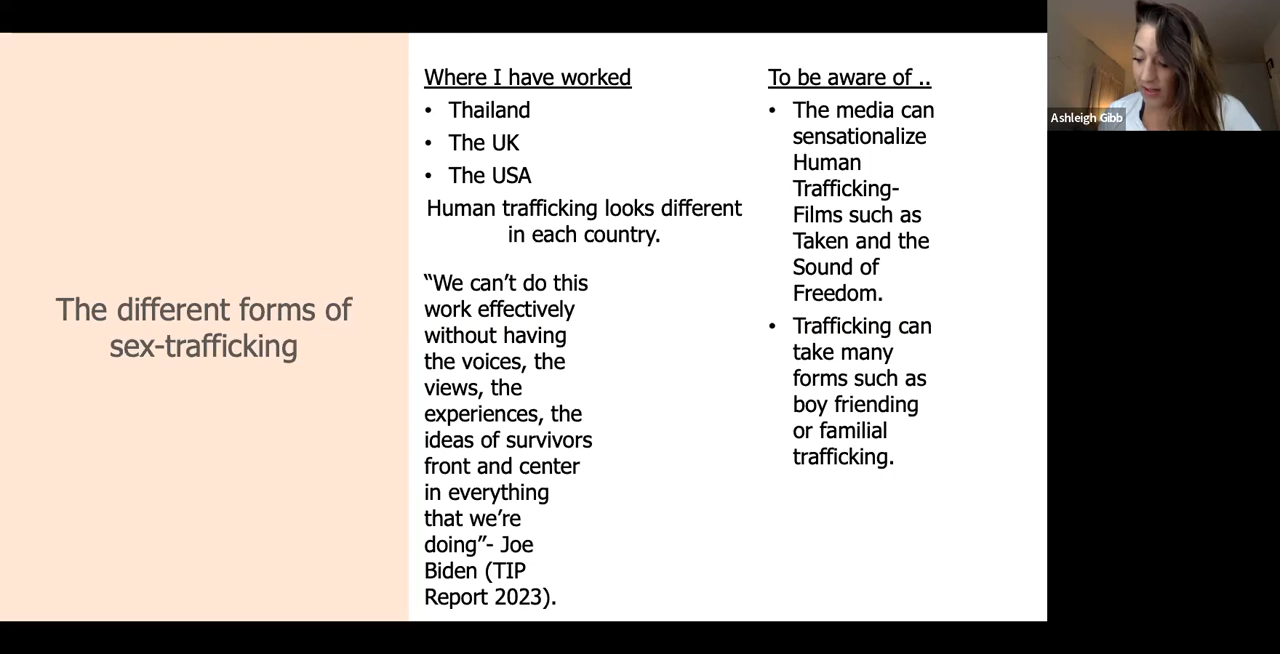 The different forms of
sex-trafficking
Where I have worked
• Thailand
• The UK
• The USA
Human trafficking looks different
in each country.
“We can’t do this
work effectively
without having
the voices, the
views, the
experiences, the
ideas of survivors
front and center
in everything
that we’re
doing”- Joe
Biden (TIP
Report 2023).
To be aware of ..
• The media can
sensationalize
Human
Trafficking-
Films such as
Taken and the
Sound of
Freedom.
• Trafficking can
take many
forms such as
boy friending
or familial
trafficking.
Ashleigh Gibb